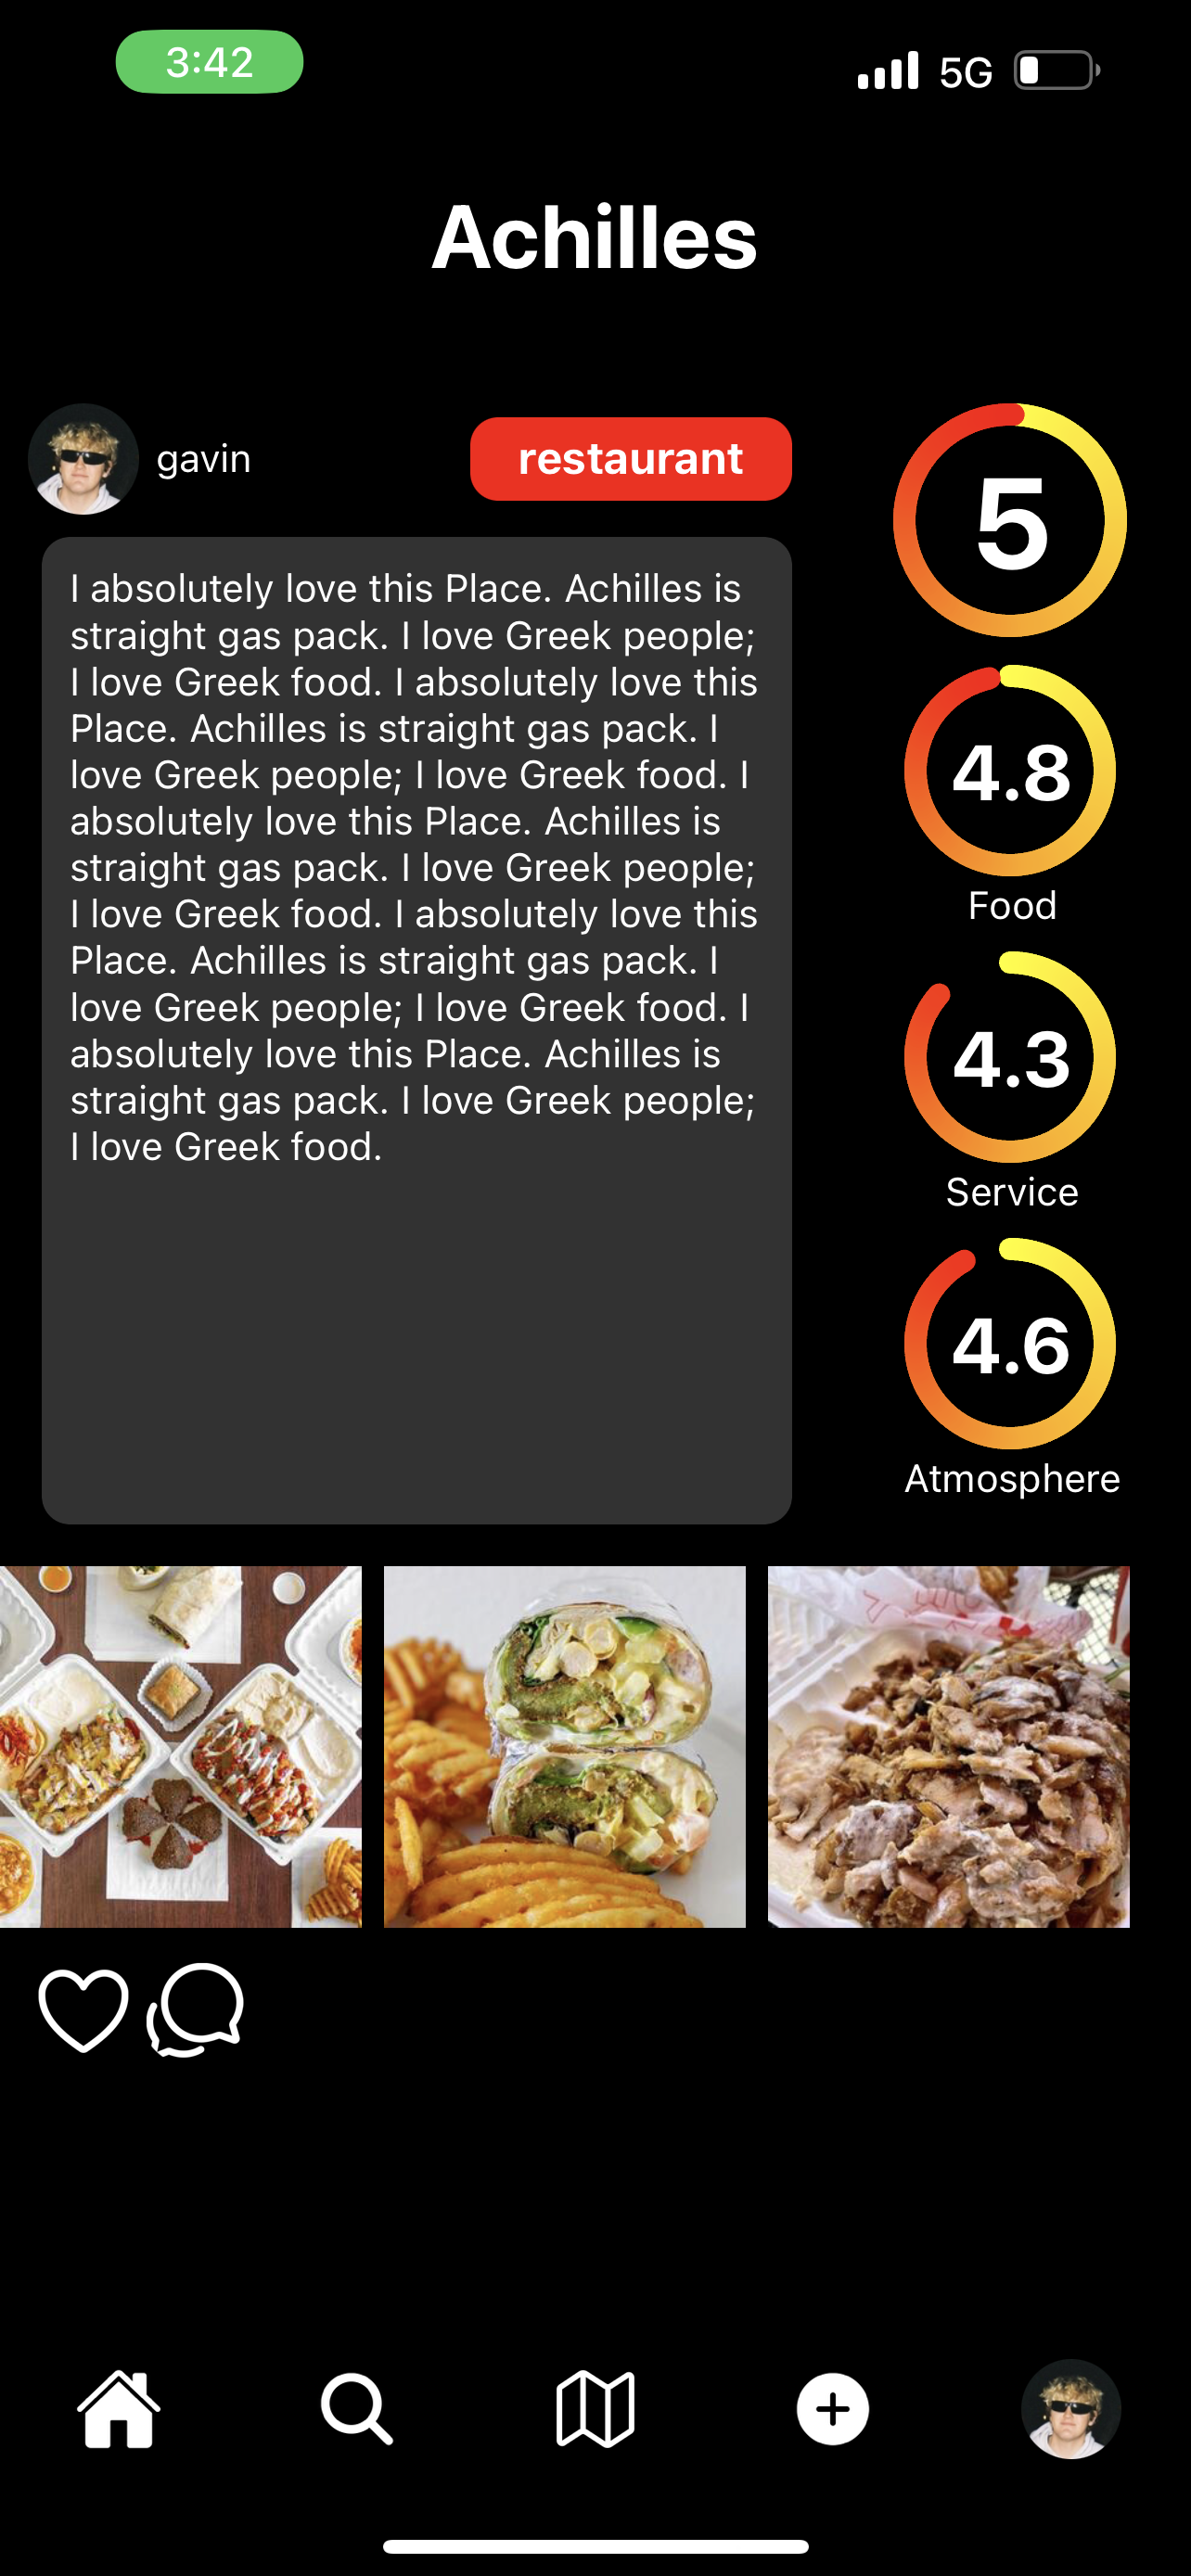 3:42
5G
Achilles
gavin
restaurant
I absolutely love this Place. Achilles is
straight gas pack. I love Greek people;
I love Greek food. I absolutely love this
Place. Achilles is straight gas pack. I
love Greek people; I love Greek food. I
absolutely love this Place. Achilles is
straight gas pack. I love Greek people;
I love Greek food. I absolutely love this
Place. Achilles is straight gas pack. I
love Greek people; I love Greek food. I
absolutely love this Place. Achilles is
straight gas pack. I love Greek people;
I love Greek food.
5
4.8
Food
4.3
Service
4.6
Atmosphere